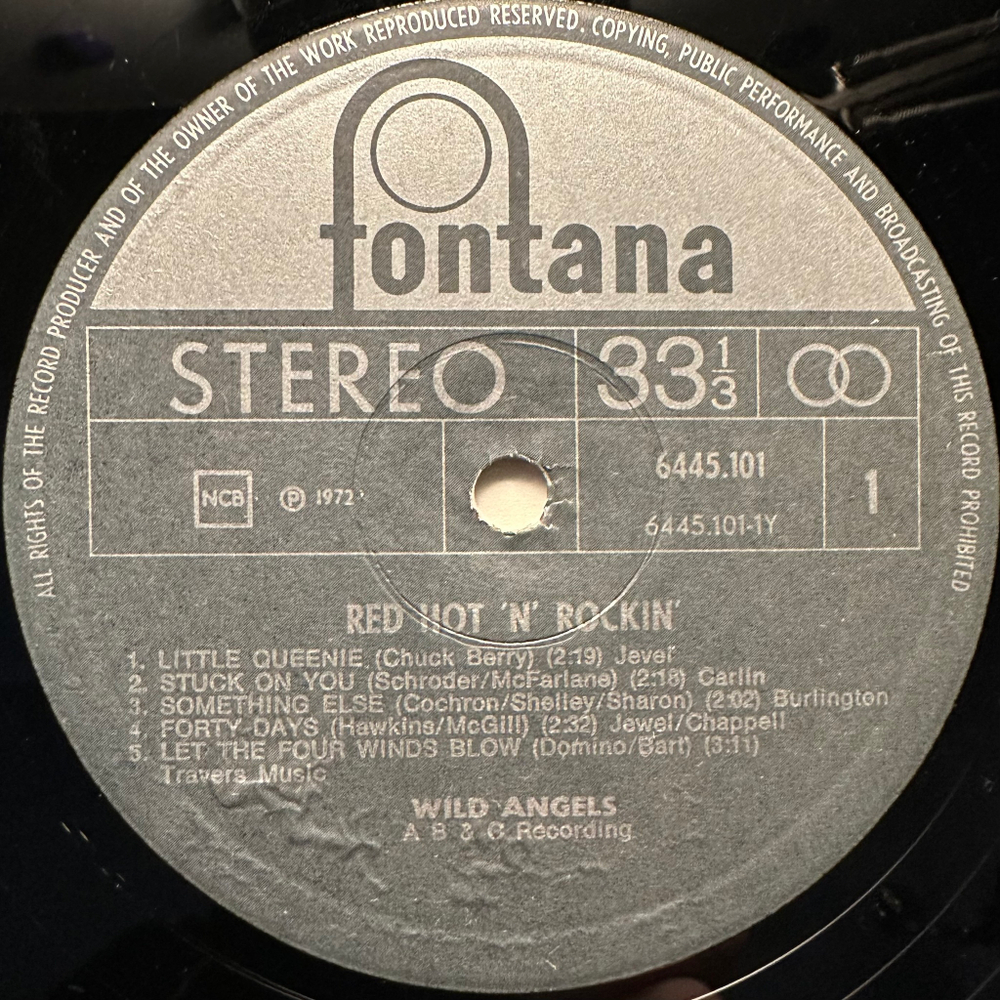 ALL RIGHTS OF THE RECORD PRODUCER AND OF THE OWNER OF THE WORK REPRODUCED RESERVED. COPYING, PUBLIC PERFORMANCE AND BROADCASTING OF THIS RECORD PROHIBITED
fontana
STEREO 33 1/3
NCB ℗ 1972 6445.101 1
6445.101-1Y
RED HOT 'N' ROCKIN'
1. LITTLE QUEENIE (Chuck Berry) (2:19) Jevel
2. STUCK ON YOU (Schroder/McFarlane) (2:18) Carlin
3. SOMETHING ELSE (Cochron/Shelley/Sharon) (2:02) Burlington
4. FORTY DAYS (Hawkins/McGill) (2:32) Jewel/Chappell
5. LET THE FOUR WINDS BLOW (Domino/Bart) (3:11)
Travers Music
WILD ANGELS
A B & C Recording